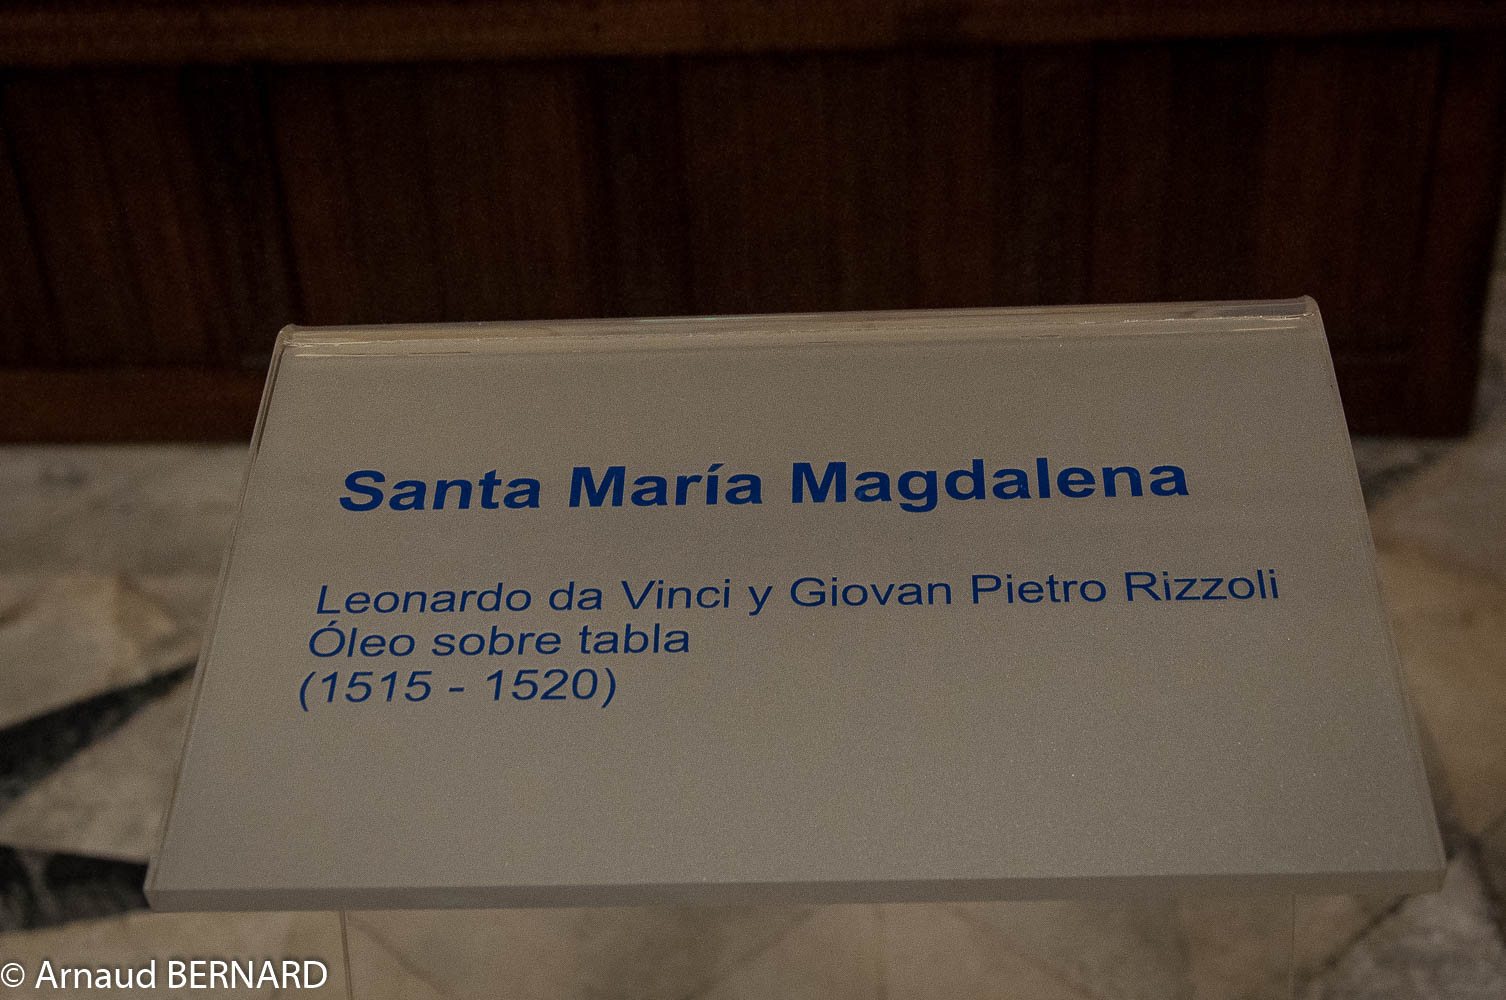 Santa María Magdalena
Leonardo da Vinci y Giovan Pietro Rizzoli
Óleo sobre tabla
(1515 - 1520)
© Arnaud BERNARD